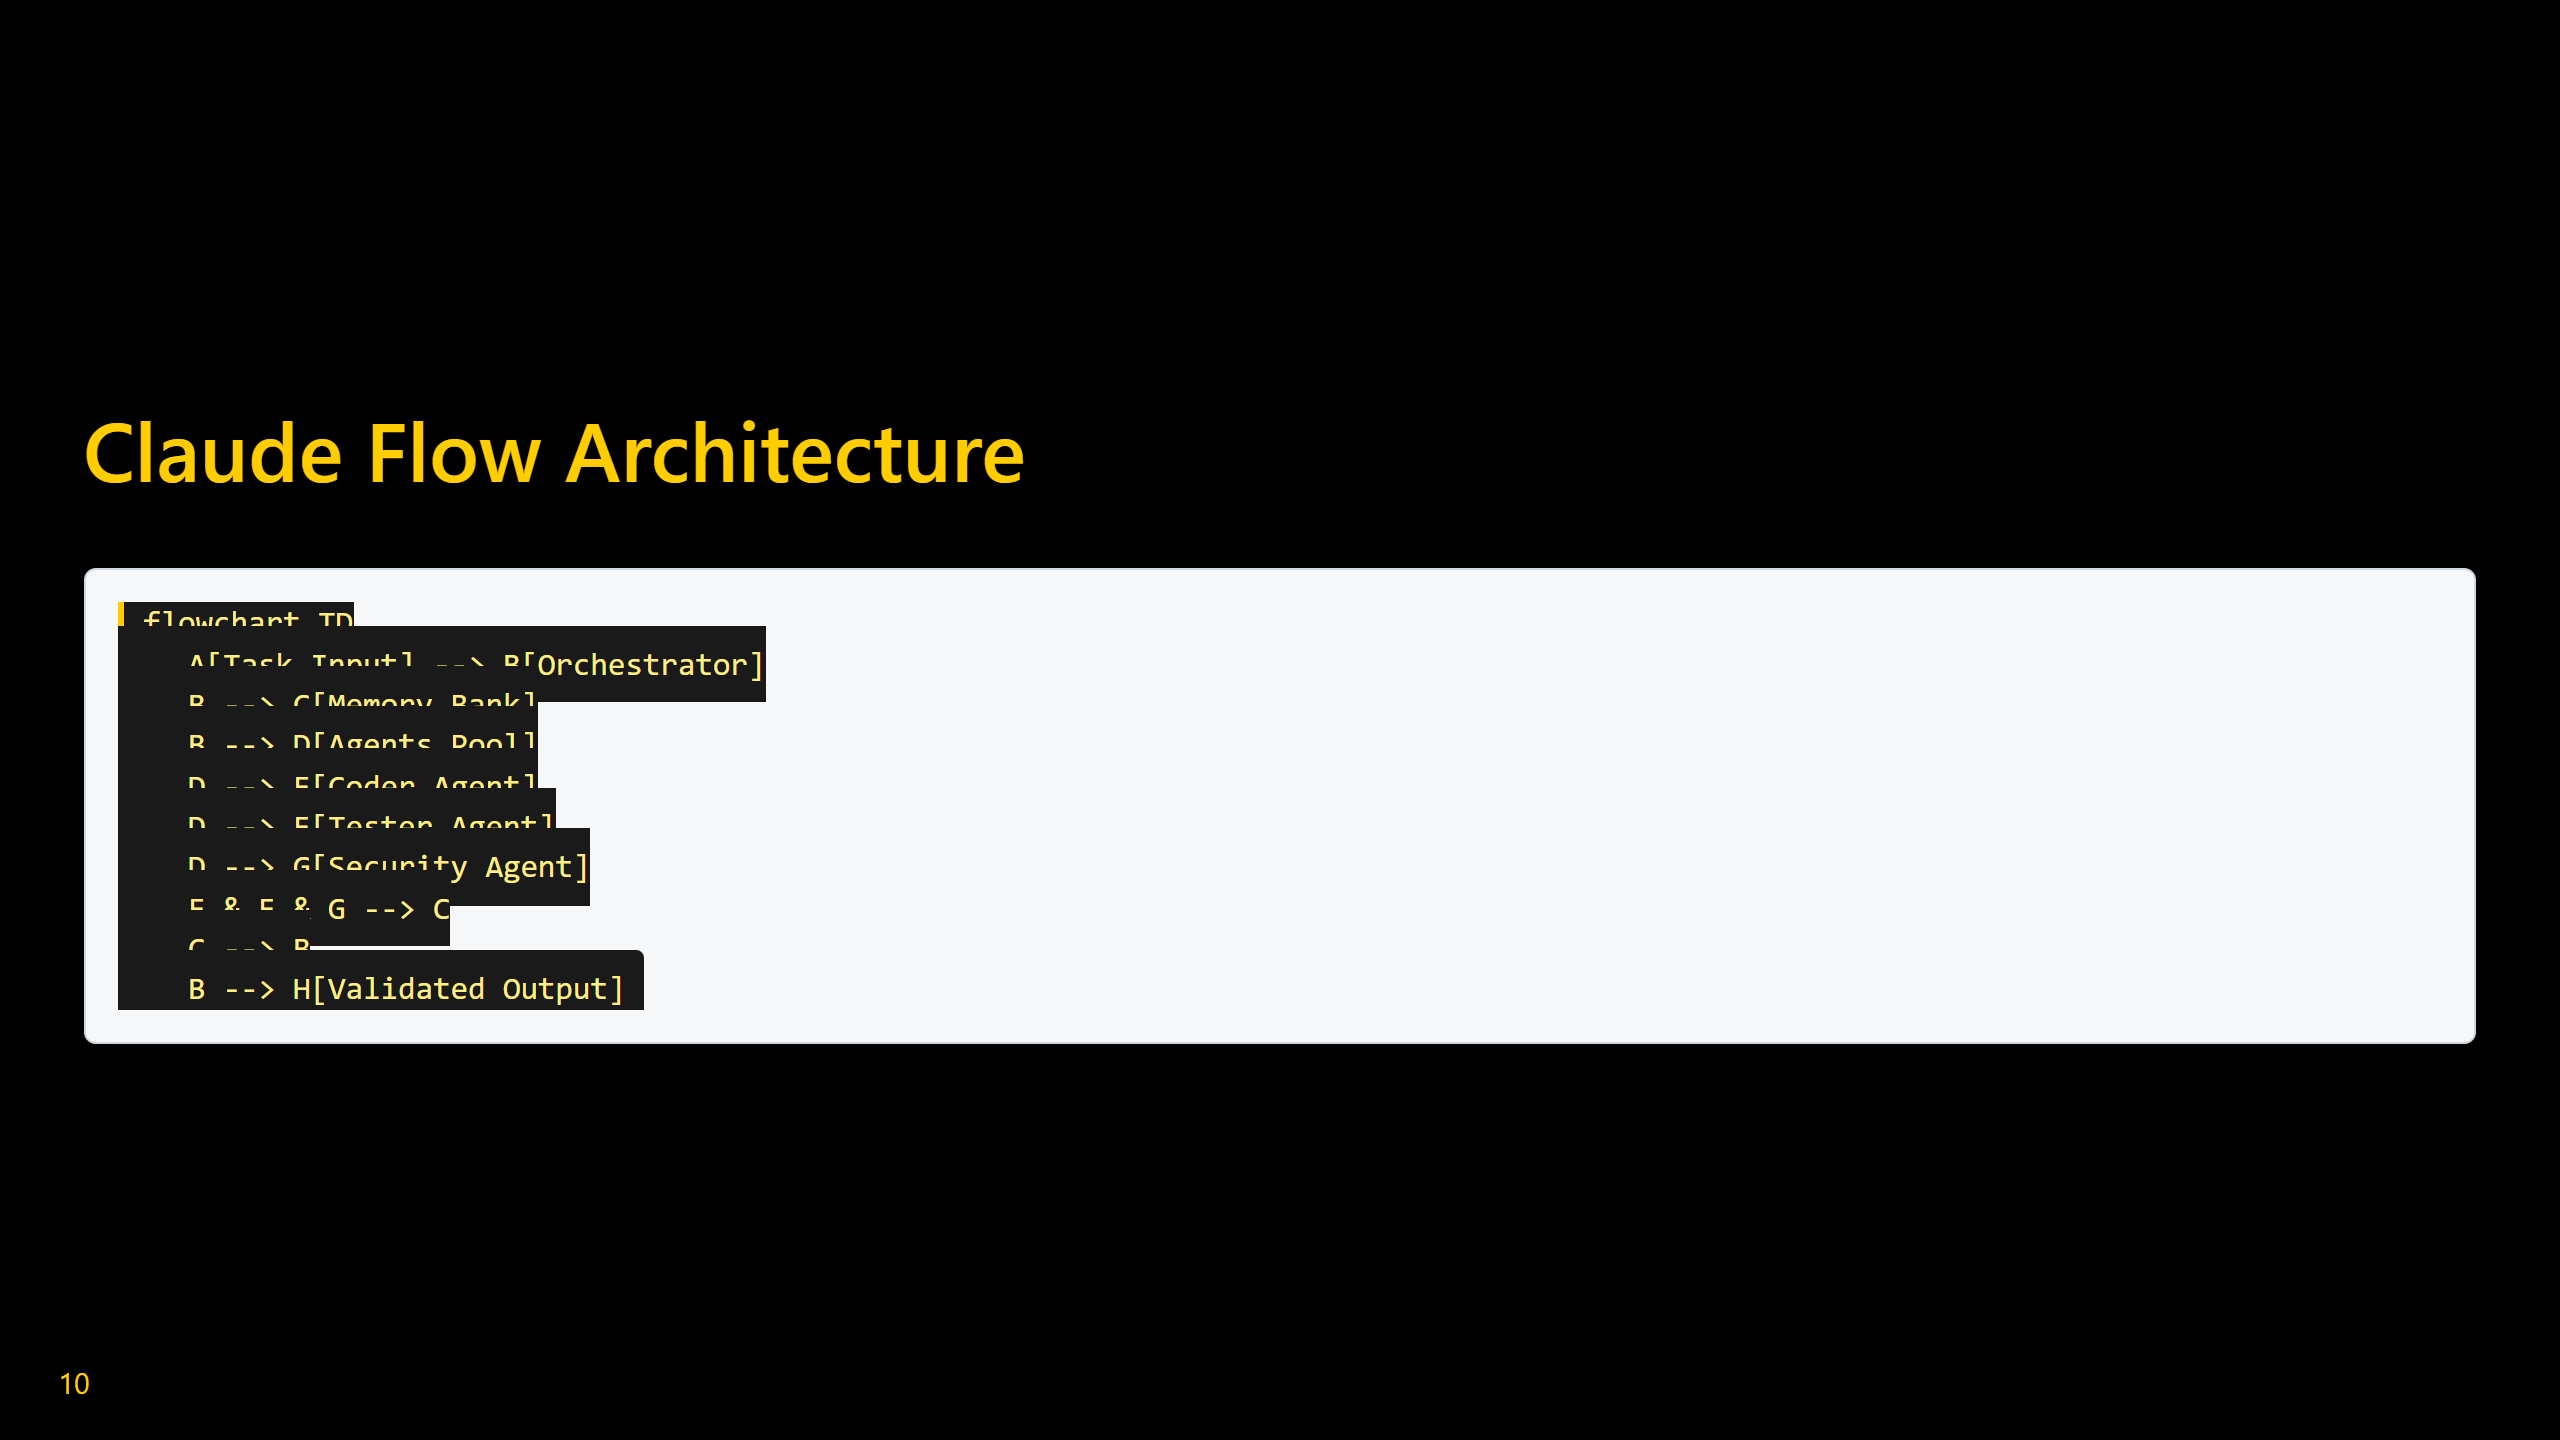 Claude Flow Architecture
flowchart TD
A[Task Input] --> B[Orchestrator]
B --> C[Memory Bank]
B --> D[Agents Pool]
D --> E[Coder Agent]
D --> F[Tester Agent]
D --> G[Security Agent]
E & F & G --> C
C --> B
B --> H[Validated Output]
10